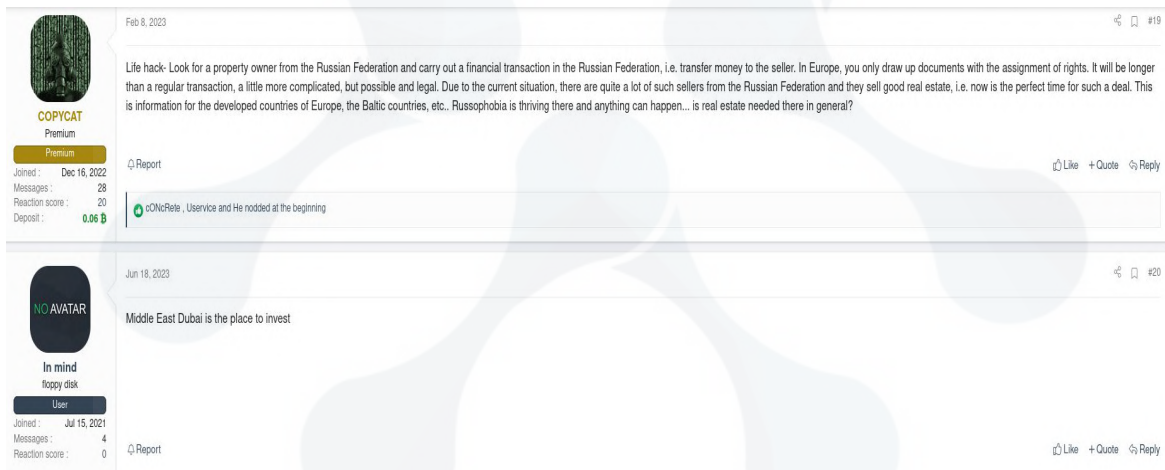 Feb 8, 2023
#19
COPYCAT
Premium
Premium
Joined : Dec 16, 2022
Messages : 28
Reaction score : 20
Deposit : 0.06 ₿
Life hack- Look for a property owner from the Russian Federation and carry out a financial transaction in the Russian Federation, i.e. transfer money to the seller. In Europe, you only draw up documents with the assignment of rights. It will be longer
than a regular transaction, a little more complicated, but possible and legal. Due to the current situation, there are quite a lot of such sellers from the Russian Federation and they sell good real estate, i.e. now is the perfect time for such a deal. This
is information for the developed countries of Europe, the Baltic countries, etc.. Russophobia is thriving there and anything can happen... is real estate needed there in general?
Report
Like + Quote Reply
cONcRete , Uservice and He nodded at the beginning
Jun 18, 2023
#20
NO AVATAR
In mind
floppy disk
User
Joined : Jul 15, 2021
Messages : 4
Reaction score : 0
Middle East Dubai is the place to invest
Report
Like + Quote Reply